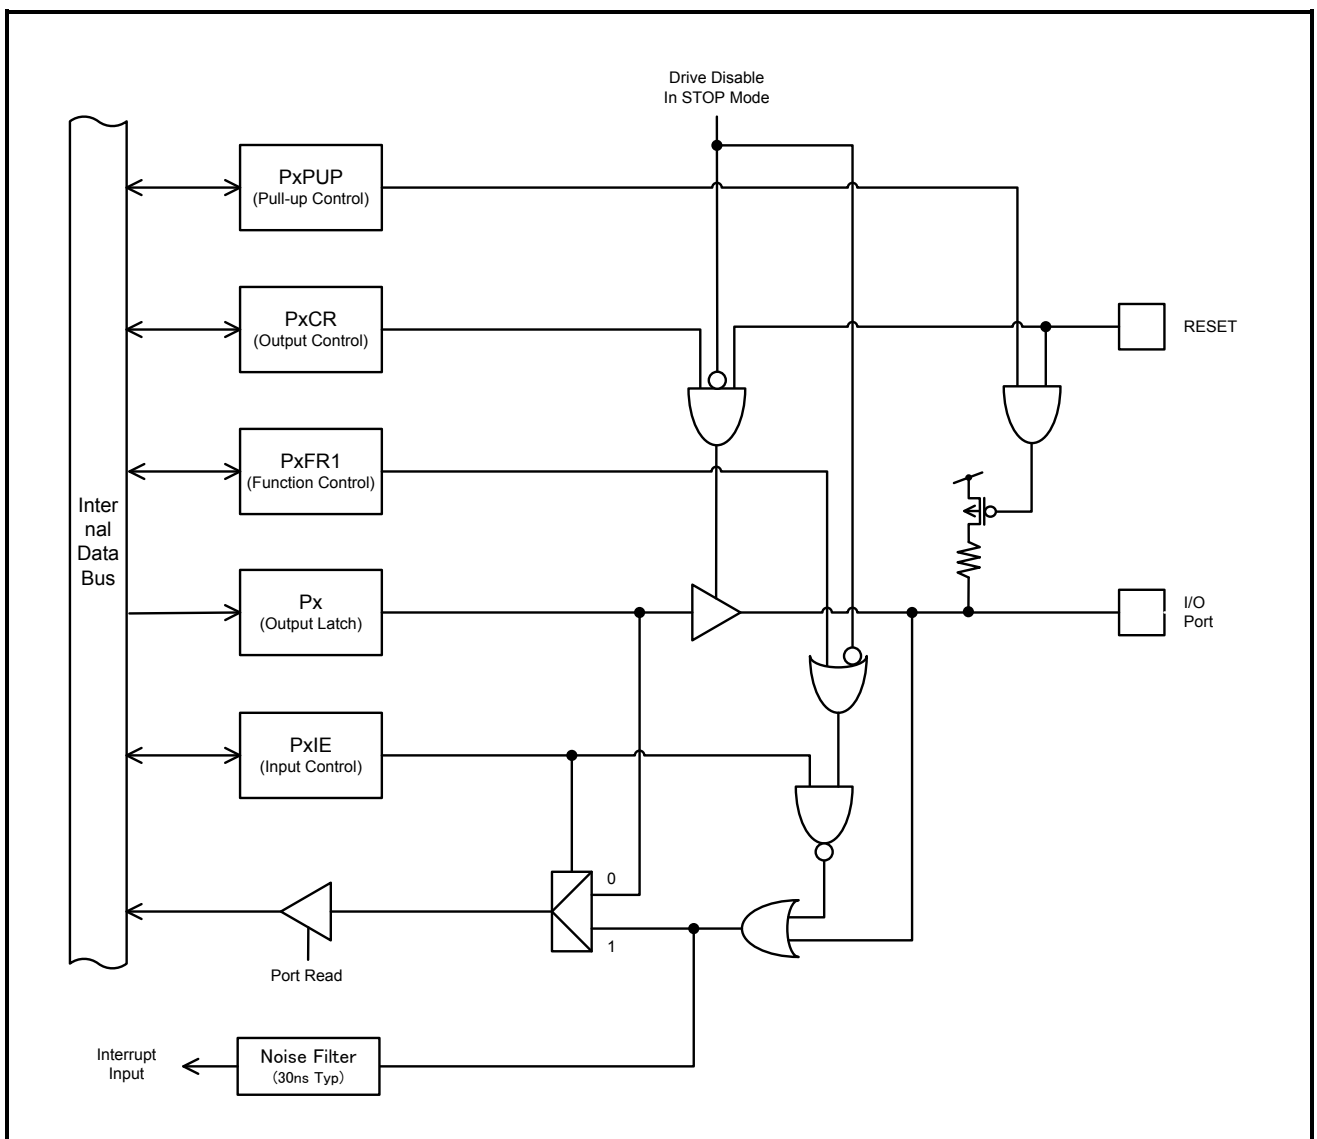 Drive Disable
In STOP Mode
PxPUP
(Pull-up Control)
PxCR
(Output Control)
RESET
PxFR1
(Function Control)
Inter
nal
Data
Bus
Px
(Output Latch)
I/O
Port
PxIE
(Input Control)
0
1
Port Read
Interrupt
Input
Noise Filter
(30ns Typ)